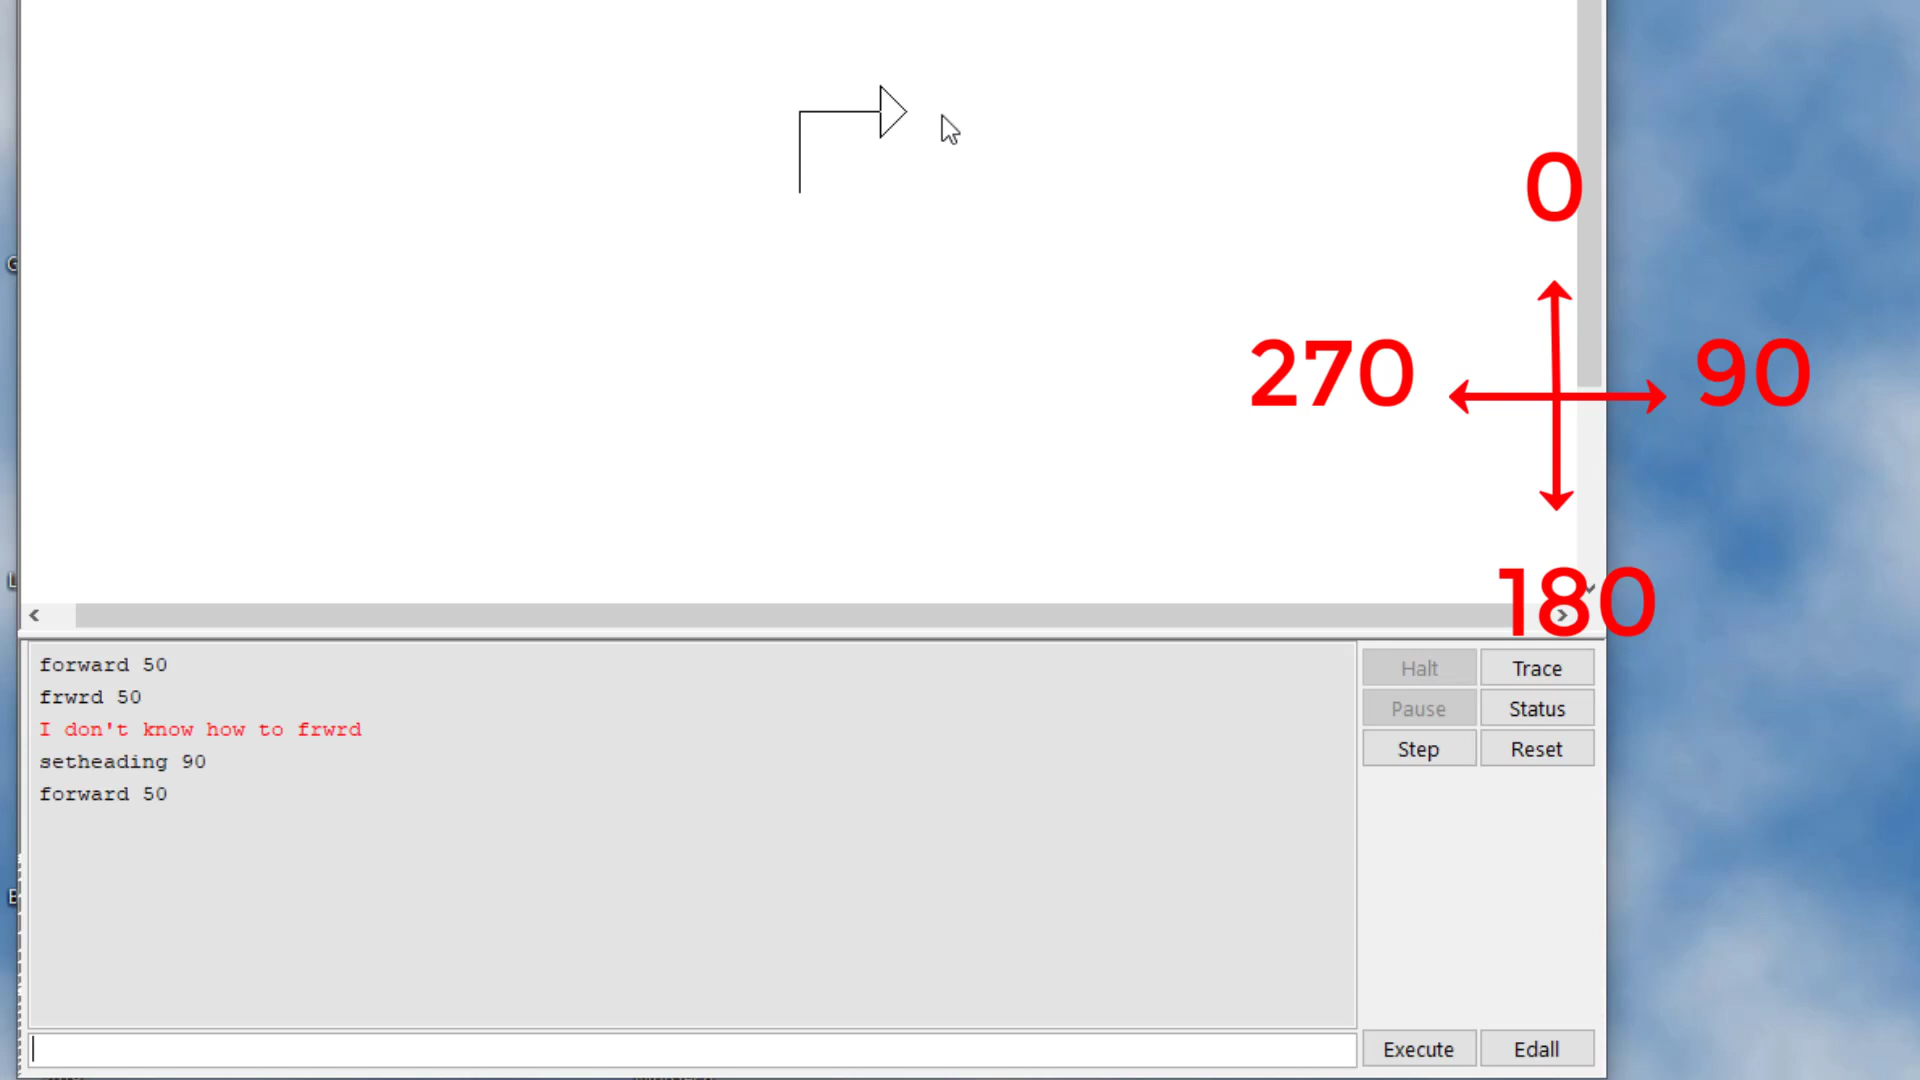 0
270
90
180
forward 50
frwrd 50
I don't know how to frwrd
setheading 90
forward 50
Halt
Trace
Pause
Status
Step
Reset
Execute
Edall